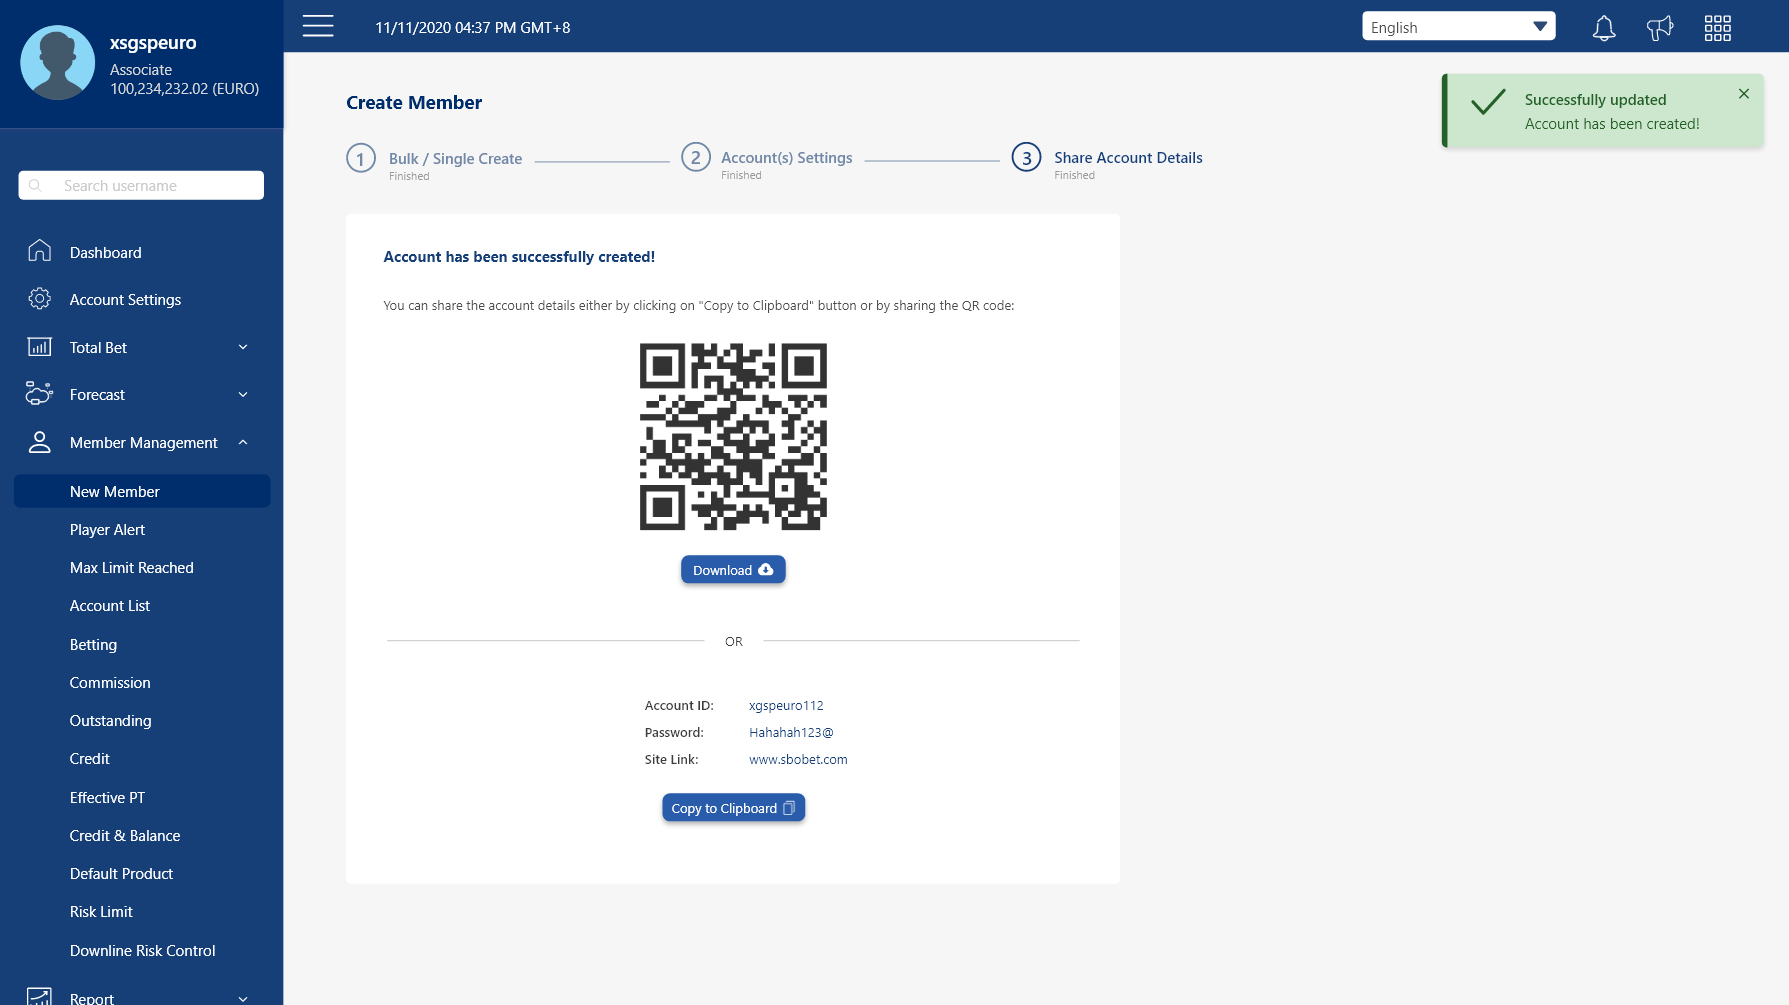 xsgspeuro
Associate
100,234,232.02 (EURO)
Search username
Dashboard
Account Settings
Total Bet
Forecast
Member Management
New Member
Player Alert
Max Limit Reached
Account List
Betting
Commission
Outstanding
Credit
Effective PT
Credit & Balance
Default Product
Risk Limit
Downline Risk Control
Report
11/11/2020 04:37 PM GMT+8
English
Successfully updated
Account has been created!
Create Member
1 Bulk / Single Create
Finished
2 Account(s) Settings
Finished
3 Share Account Details
Finished
Account has been successfully created!
You can share the account details either by clicking on "Copy to Clipboard" button or by sharing the QR code:
Download
OR
Account ID: xgspeuro112
Password: Hahahah123@
Site Link: www.sbobet.com
Copy to Clipboard